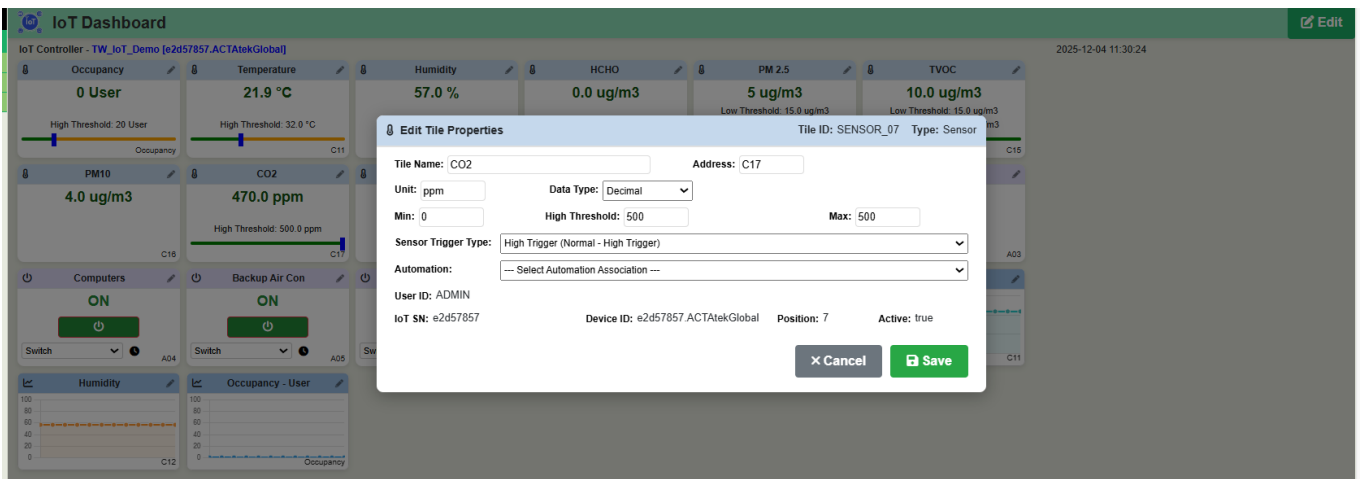 IoT IoT Dashboard Edit
IoT Controller - TW_IoT_Demo [e2d57857.ACTAtekGlobal] 2025-12-04 11:30:24
Occupancy Temperature Humidity HCHO PM 2.5 TVOC
0 User 21.9 °C 57.0 % 0.0 ug/m3 5 ug/m3 10.0 ug/m3
Low Threshold: 15.0 ug/m3 Low Threshold: 15.0 ug/m3
High Threshold: 20 User High Threshold: 32.0 °C m3
Occupancy C11 C15
Edit Tile Properties Tile ID: SENSOR_07 Type: Sensor
Tile Name: CO2 Address: C17
Unit: ppm Data Type: Decimal
Min: 0 High Threshold: 500 Max: 500
Sensor Trigger Type: High Trigger (Normal - High Trigger)
Automation: --- Select Automation Association ---
User ID: ADMIN
IoT SN: e2d57857 Device ID: e2d57857.ACTAtekGlobal Position: 7 Active: true
Cancel Save
PM10 CO2
4.0 ug/m3 470.0 ppm
High Threshold: 500.0 ppm
C16 C17 A03
Computers Backup Air Con
ON ON
Switch A04 Switch A05 Sw C11
Humidity Occupancy - User
100 100
80 80
60 60
40 40
20 20
0 0
C12 Occupancy